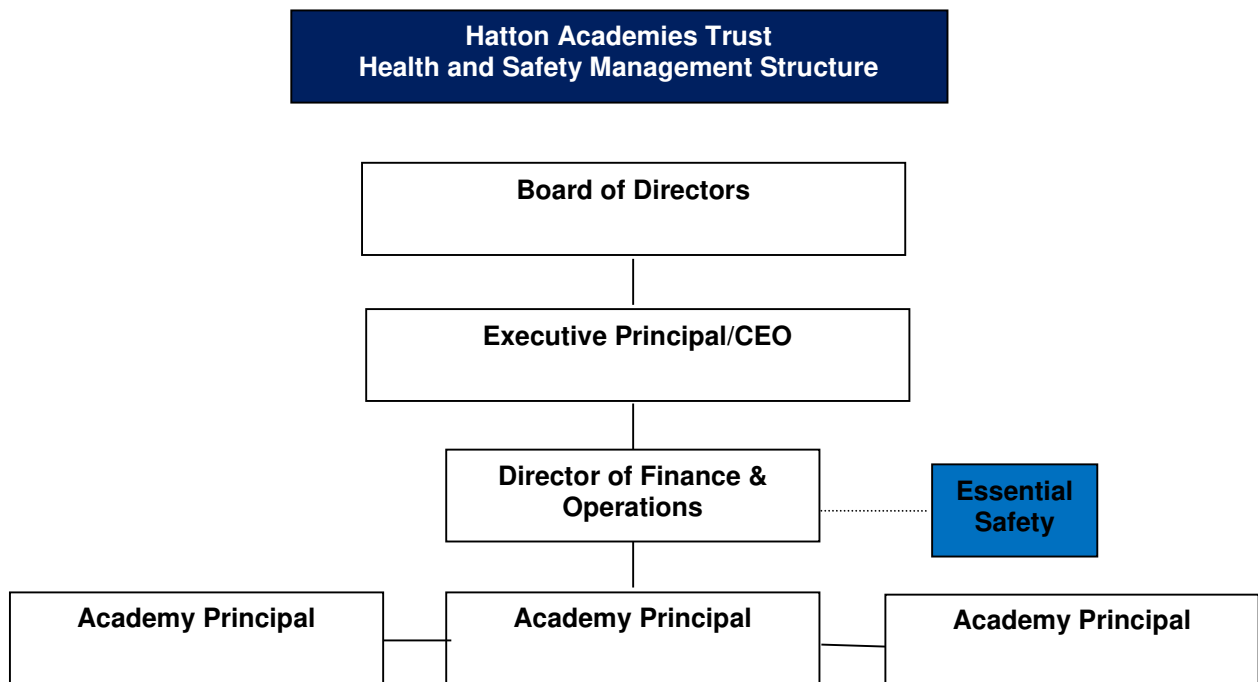 Hatton Academies Trust
Health and Safety Management Structure
Board of Directors
Executive Principal/CEO
Director of Finance &
Operations
Essential
Safety
Academy Principal
Academy Principal
Academy Principal